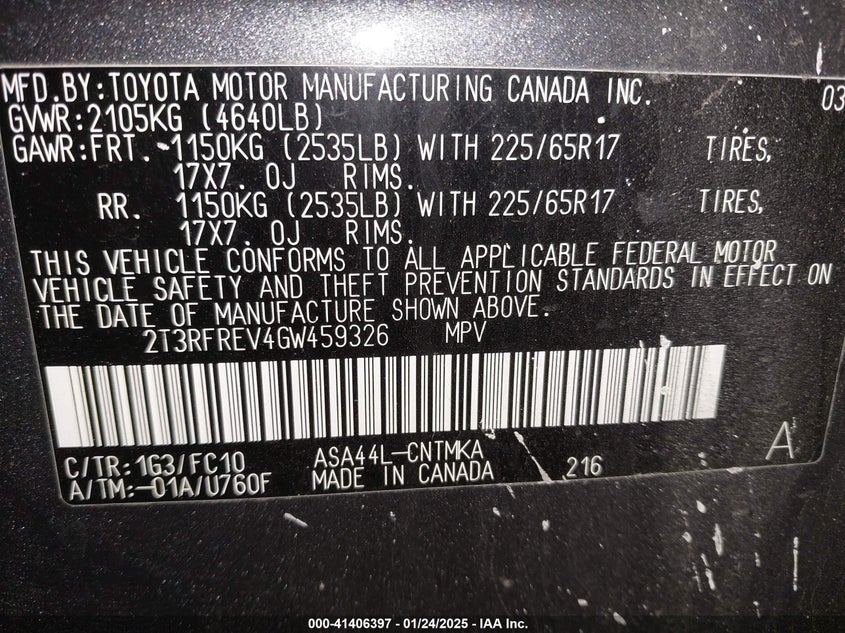 MFD.BY:TOYOTA MOTOR MANUFACTURING CANADA INC. 03
GVWR:2105KG (4640LB)
GAWR:FRT. 1150KG (2535LB) WITH 225/65R17 TIRES,
17X7.0J RIMS.
RR. 1150KG (2535LB) WITH 225/65R17 TIRES,
17X7.0J RIMS.
THIS VEHICLE CONFORMS TO ALL APPLICABLE FEDERAL MOTOR
VEHICLE SAFETY AND THEFT PREVENTION STANDARDS IN EFFECT ON
THE DATE OF MANUFACTURE SHOWN ABOVE.
2T3RFREV4GW459326 MPV
C/TR:1G3/FC10 ASA44L-CNTMKA 216 A
A/TM:-01A/U760F MADE IN CANADA
000-41406397 - 01/24/2025 - IAA Inc.